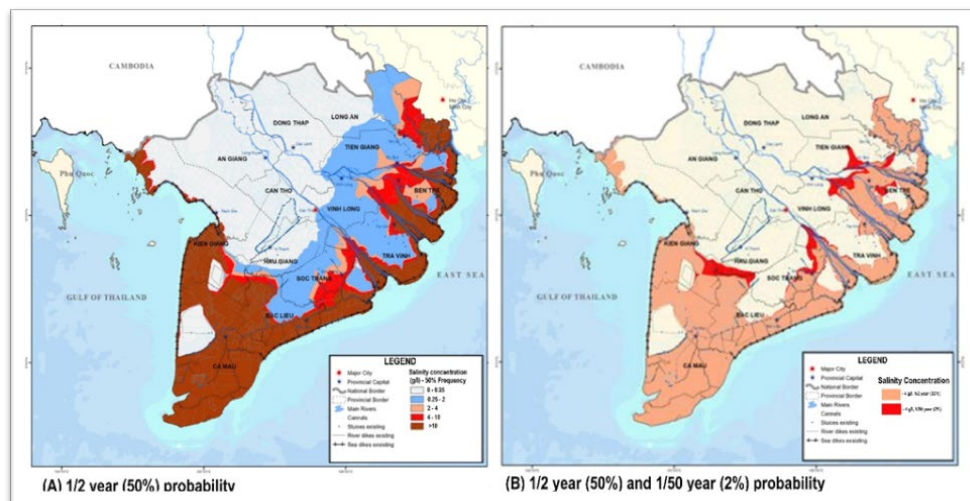 CAMBODIA
Phu Quoc
LONG AN
DONG THAP
TIEN GIANG
AN GIANG
CAN THO
BEN TRE
VINH LONG
KIEN GIANG
HAU GIANG
TRA VINH
SOC TRANG
BAC LIEU
CA MAU
GULF OF THAILAND
EAST SEA
LEGEND
Major City
Provincial Capital
National Border
Provincial Border
Main Rivers
Cannals
Sluices existing
River dikes existing
Sea dikes existing
Salinity concentration
(g/l) - 50% Frequency
0.25 - 2
2 - 4
4 - 10
>10
(A) 1/2 year (50%) probability
CAMBODIA
Phu Quoc
LONG AN
DONG THAP
TIEN GIANG
AN GIANG
CAN THO
BEN TRE
VINH LONG
KIEN GIANG
HAU GIANG
TRA VINH
SOC TRANG
BAC LIEU
CA MAU
GULF OF THAILAND
EAST SEA
LEGEND
Major City
Provincial Capital
National Border
Provincial Border
Main Rivers
Cannals
Sluices existing
River dikes existing
Sea dikes existing
Salinity Concentration
(B) 1/2 year (50%) and 1/50 year (2%) probability